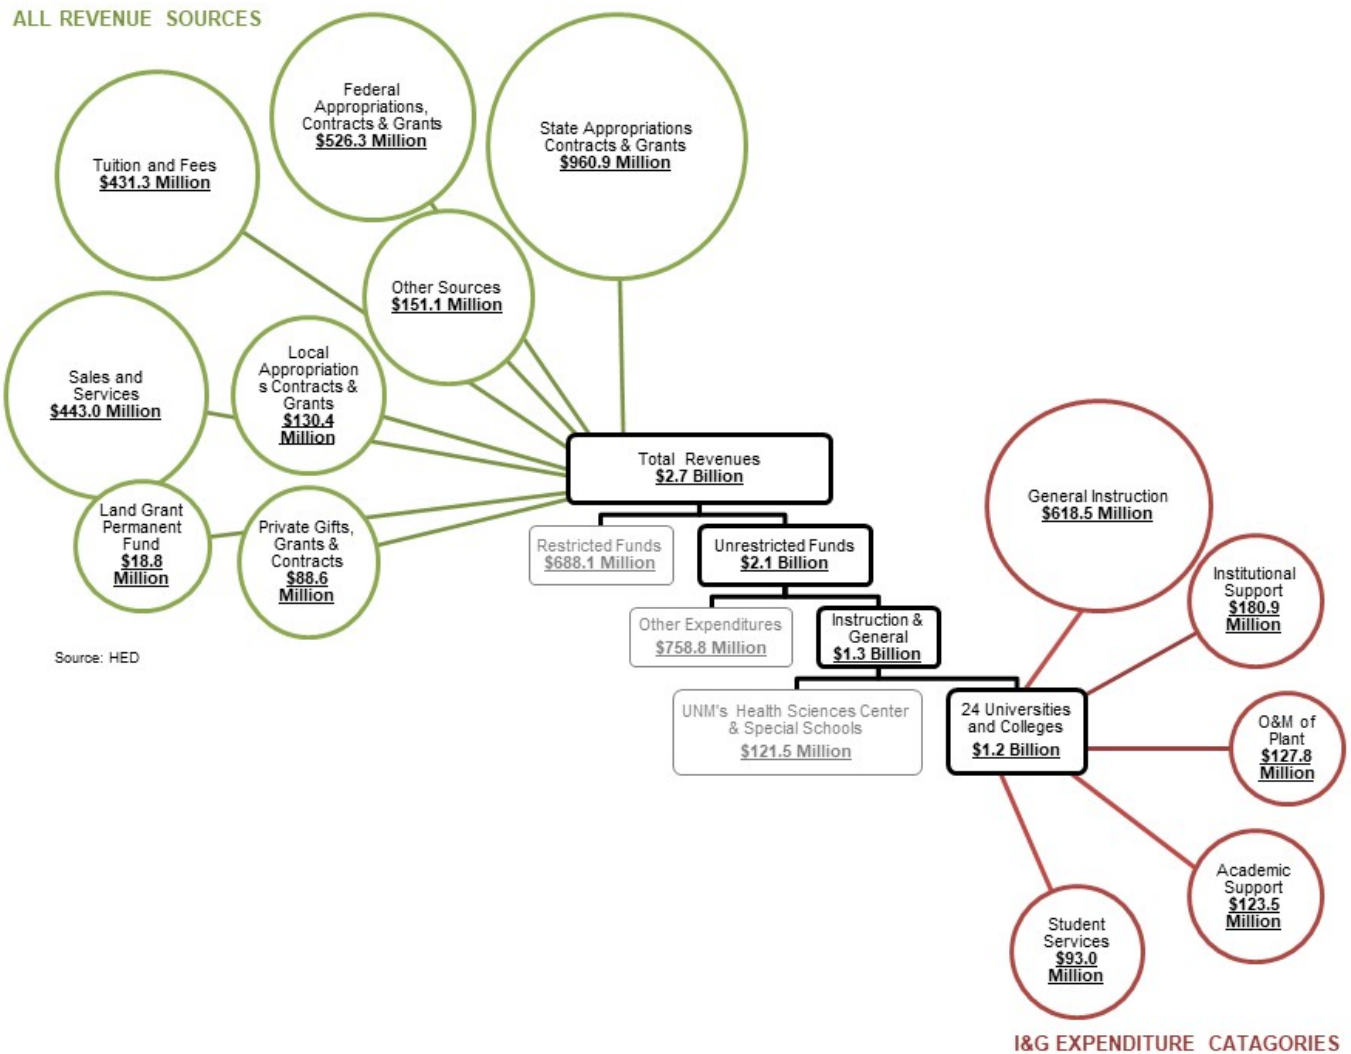 ALL REVENUE SOURCES
Federal
Appropriations,
Contracts & Grants
$526.3 Million
State Appropriations
Contracts & Grants
$960.9 Million
Tuition and Fees
$431.3 Million
Other Sources
$151.1 Million
Local
Appropriation
s Contracts &
Grants
$130.4
Million
Sales and
Services
$443.0 Million
Land Grant
Permanent
Fund
$18.8
Million
Private Gifts,
Grants &
Contracts
$88.6
Million
Source: HED
Total Revenues
$2.7 Billion
Restricted Funds
$688.1 Million
Unrestricted Funds
$2.1 Billion
Other Expenditures
$758.8 Million
Instruction &
General
$1.3 Billion
UNM's Health Sciences Center
& Special Schools
$121.5 Million
24 Universities
and Colleges
$1.2 Billion
General Instruction
$618.5 Million
Institutional
Support
$180.9
Million
O&M of
Plant
$127.8
Million
Academic
Support
$123.5
Million
Student
Services
$93.0
Million
I&G EXPENDITURE CATAGORIES